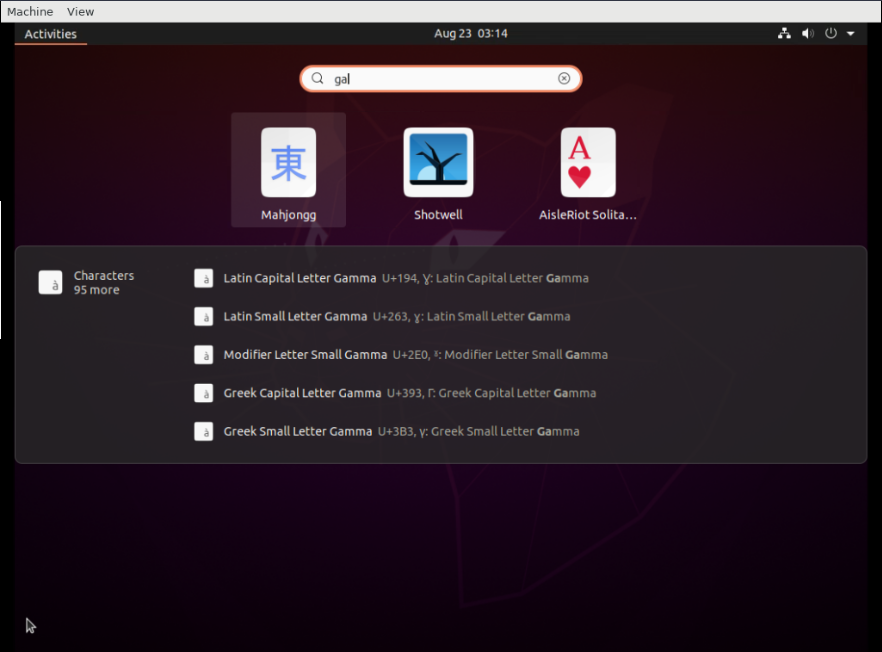 Machine View
Activities
Aug 23 03:14
gal
東
A
Mahjongg
Shotwell
AisleRiot Solita...
Characters
95 more
à
à Latin Capital Letter Gamma U+194, Ɣ: Latin Capital Letter Gamma
à Latin Small Letter Gamma U+263, ɣ: Latin Small Letter Gamma
à Modifier Letter Small Gamma U+2E0, ˠ: Modifier Letter Small Gamma
à Greek Capital Letter Gamma U+393, Γ: Greek Capital Letter Gamma
à Greek Small Letter Gamma U+3B3, γ: Greek Small Letter Gamma